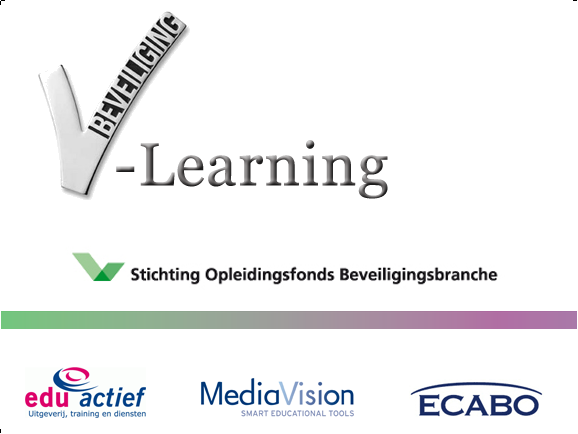 BEVEILIGING
V-Learning
Stichting Opleidingsfonds Beveiligingsbranche
edu actief
Uitgeverij, training en diensten
MediaVision
SMART EDUCATIONAL TOOLS
ECABO